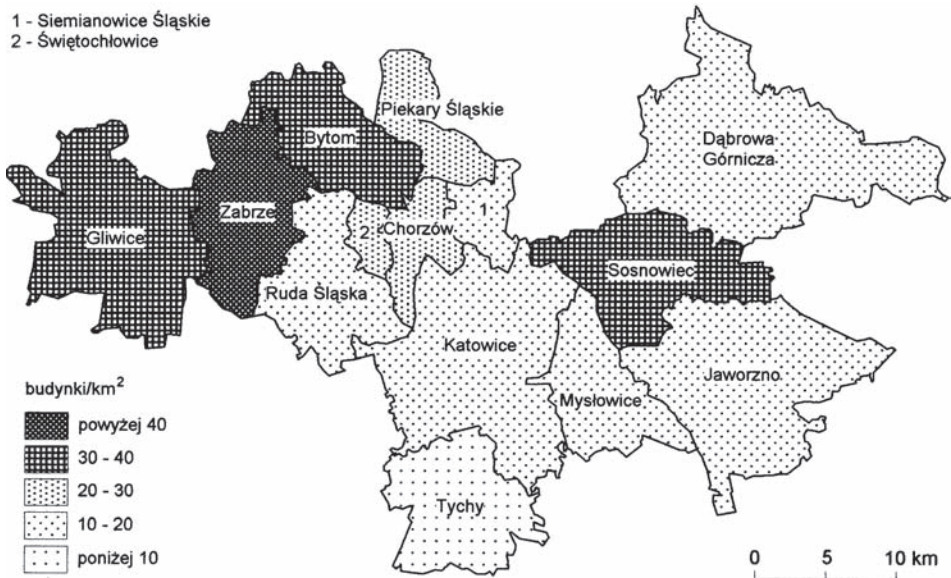 1 - Siemianowice Śląskie
2 - Świętochłowice
Piekary Śląskie
Bytom
Dąbrowa
Górnicza
Zabrze
1
Gliwice
2
Chorzów
Sosnowiec
Ruda Śląska
Katowice
Jaworzno
Mysłowice
Tychy
budynki/km²
powyżej 40
30 - 40
20 - 30
10 - 20
poniżej 10
0 5 10 km